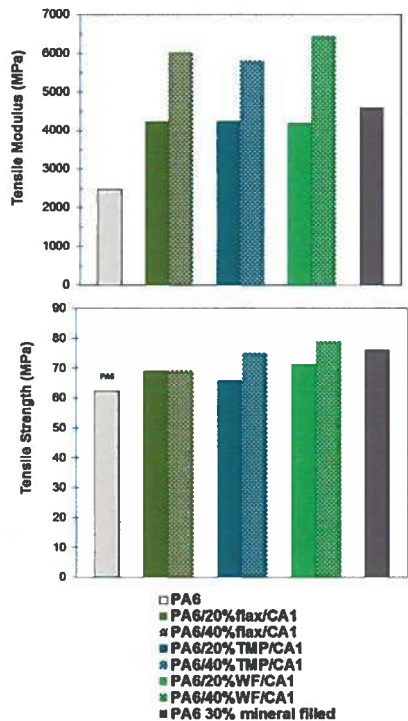 Tensile Modulus (MPa)
7000
6000
5000
4000
3000
2000
1000
0
Tensile Strength (MPa)
90
80
70
60
50
40
30
20
10
0
PA6
PA6
PA6/20%flax/CA1
PA6/40%flax/CA1
PA6/20%TMP/CA1
PA6/40%TMP/CA1
PA6/20%WF/CA1
PA6/40%WF/CA1
PA6 30% mineral filled